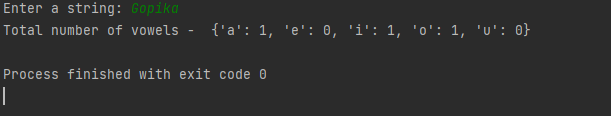 Enter a string: Gopika
Total number of vowels -  {'a': 1, 'e': 0, 'i': 1, 'o': 1, 'u': 0}
Process finished with exit code 0